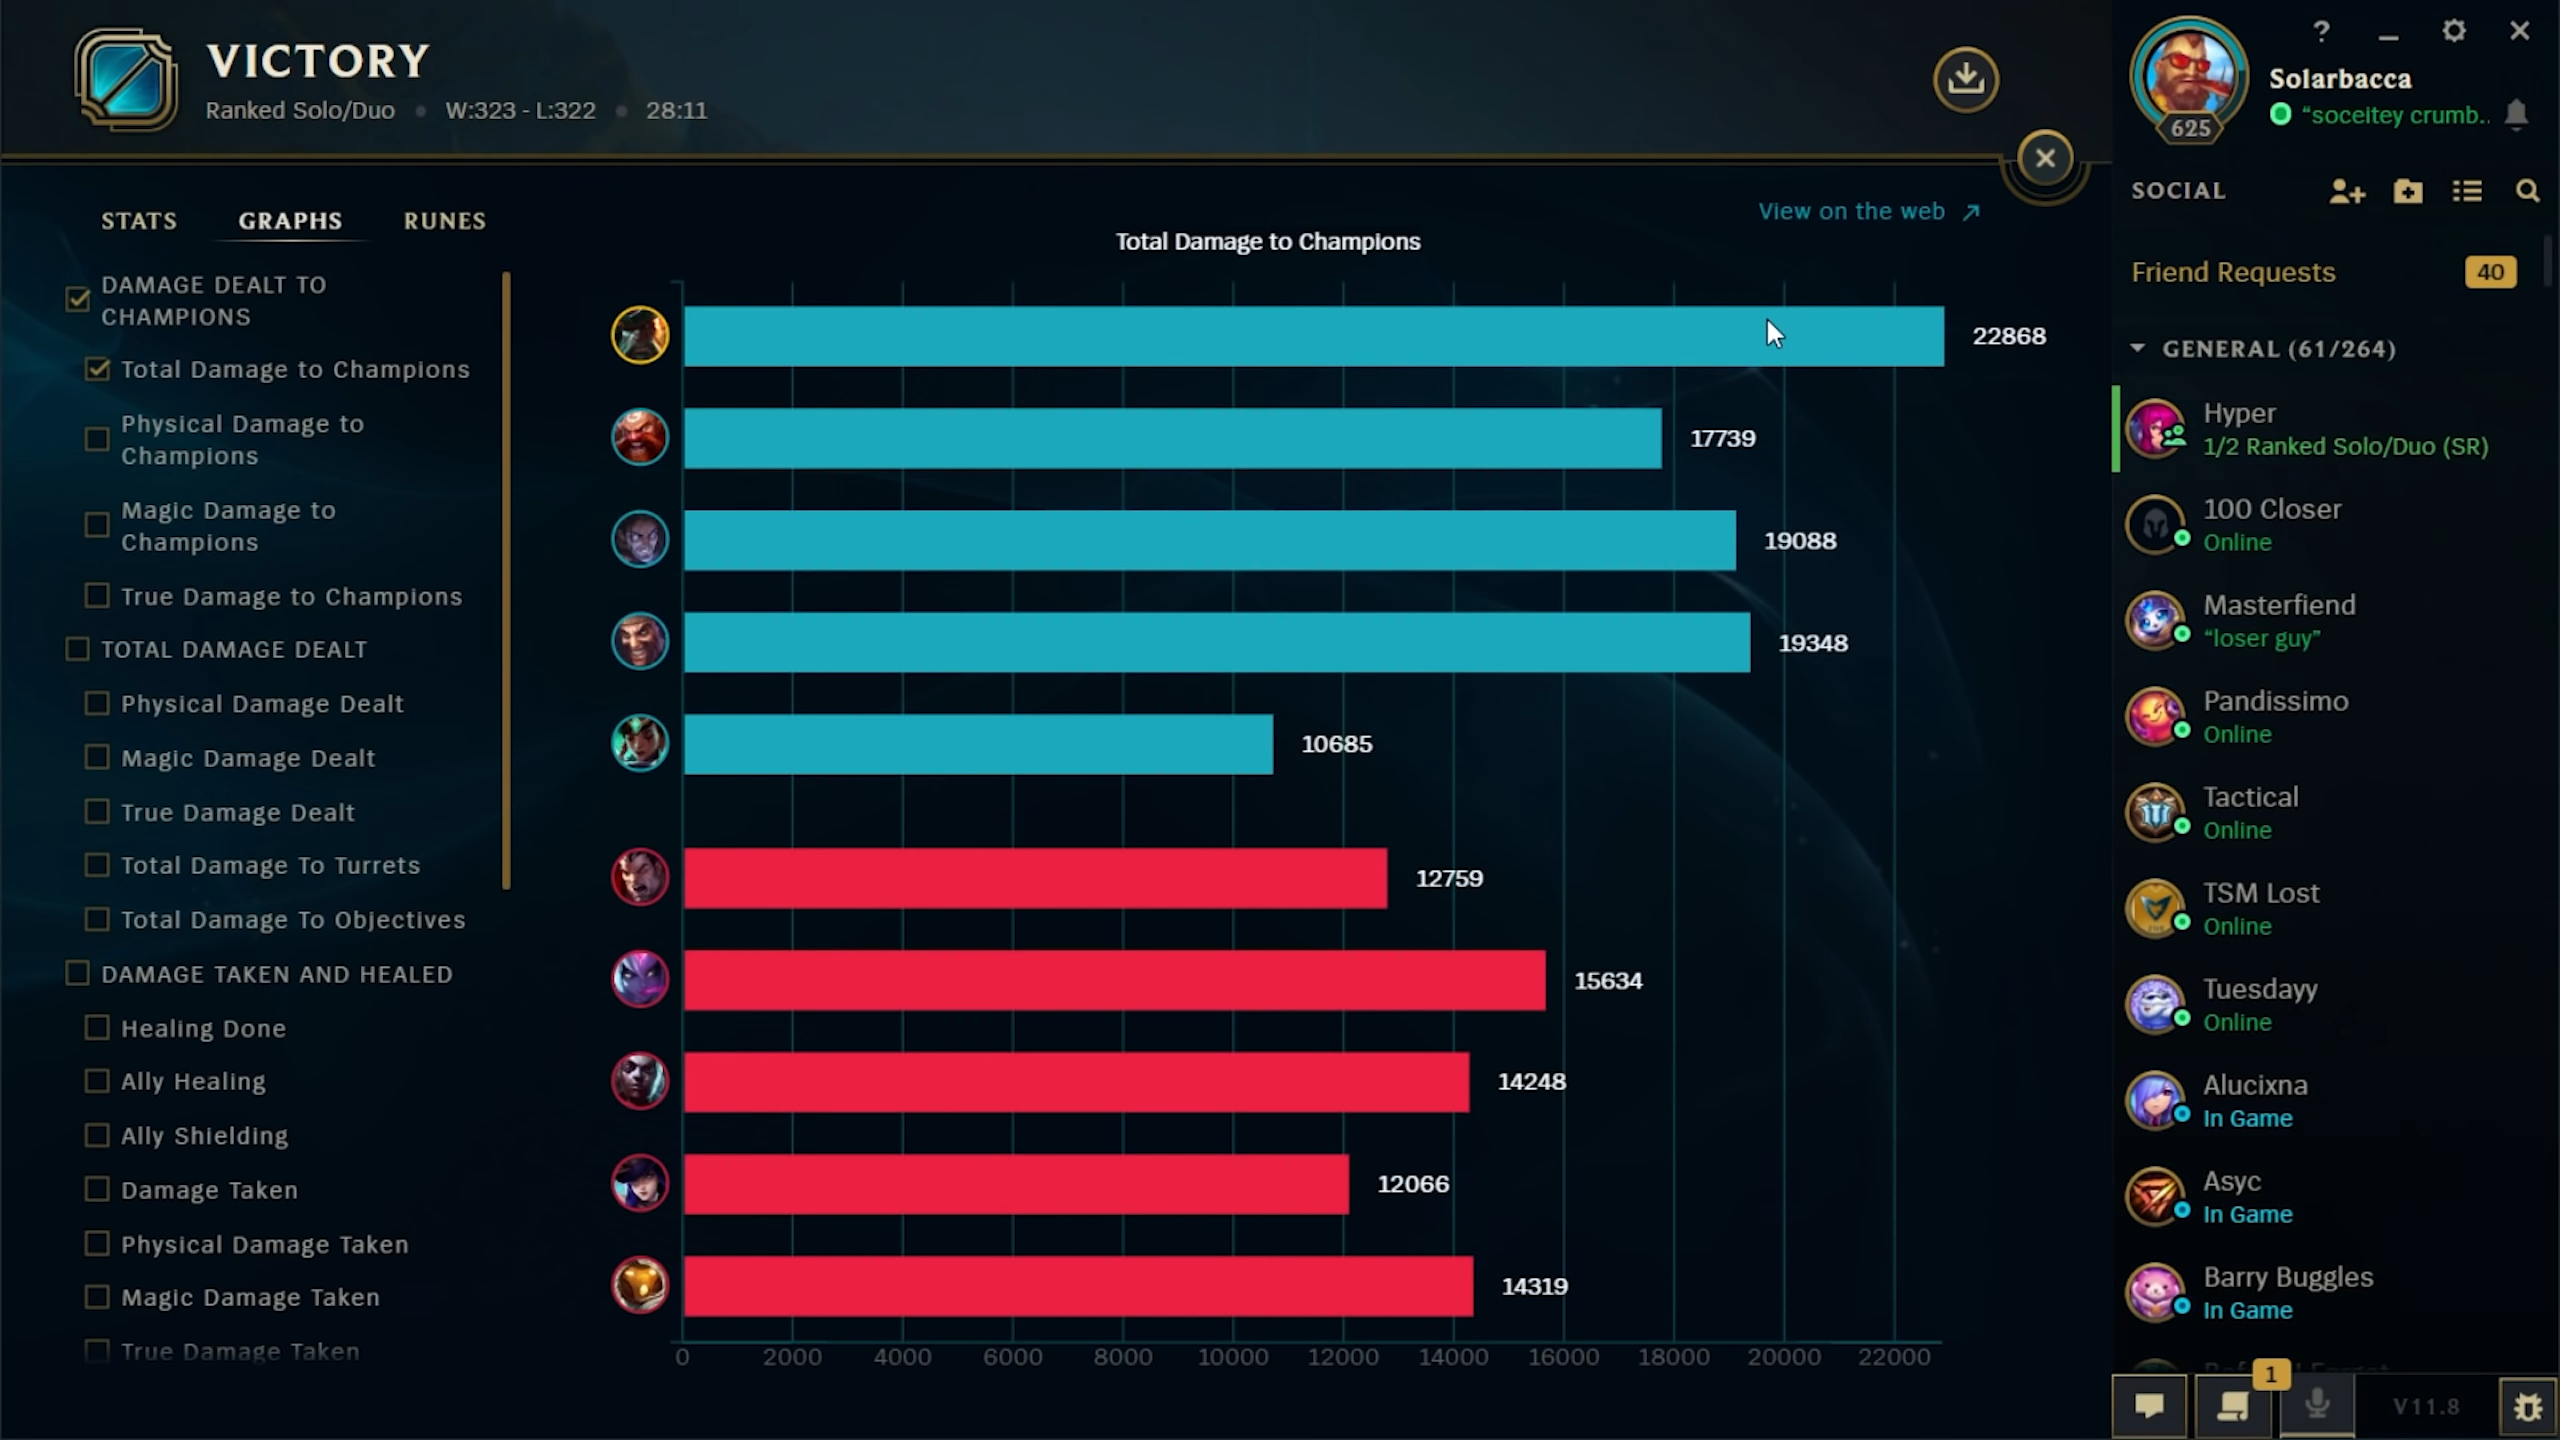 VICTORY
Ranked Solo/Duo • W:323 - L:322 • 28:11
STATS
GRAPHS
RUNES
DAMAGE DEALT TO
CHAMPIONS
Total Damage to Champions
Physical Damage to
Champions
Magic Damage to
Champions
True Damage to Champions
TOTAL DAMAGE DEALT
Physical Damage Dealt
Magic Damage Dealt
True Damage Dealt
Total Damage To Turrets
Total Damage To Objectives
DAMAGE TAKEN AND HEALED
Healing Done
Ally Healing
Ally Shielding
Damage Taken
Physical Damage Taken
Magic Damage Taken
True Damage Taken
View on the web
Total Damage to Champions
22868
17739
19088
19348
10685
12759
15634
14248
12066
14319
0 2000 4000 6000 8000 10000 12000 14000 16000 18000 20000 22000
?
Solarbacca
625
“soceitey crumb..
SOCIAL
Friend Requests
40
GENERAL (61/264)
Hyper
1/2 Ranked Solo/Duo (SR)
100 Closer
Online
Masterfiend
“loser guy”
Pandissimo
Online
Tactical
Online
TSM Lost
Online
Tuesdayy
Online
Alucixna
In Game
Asyc
In Game
Barry Buggles
In Game
1
V11.8